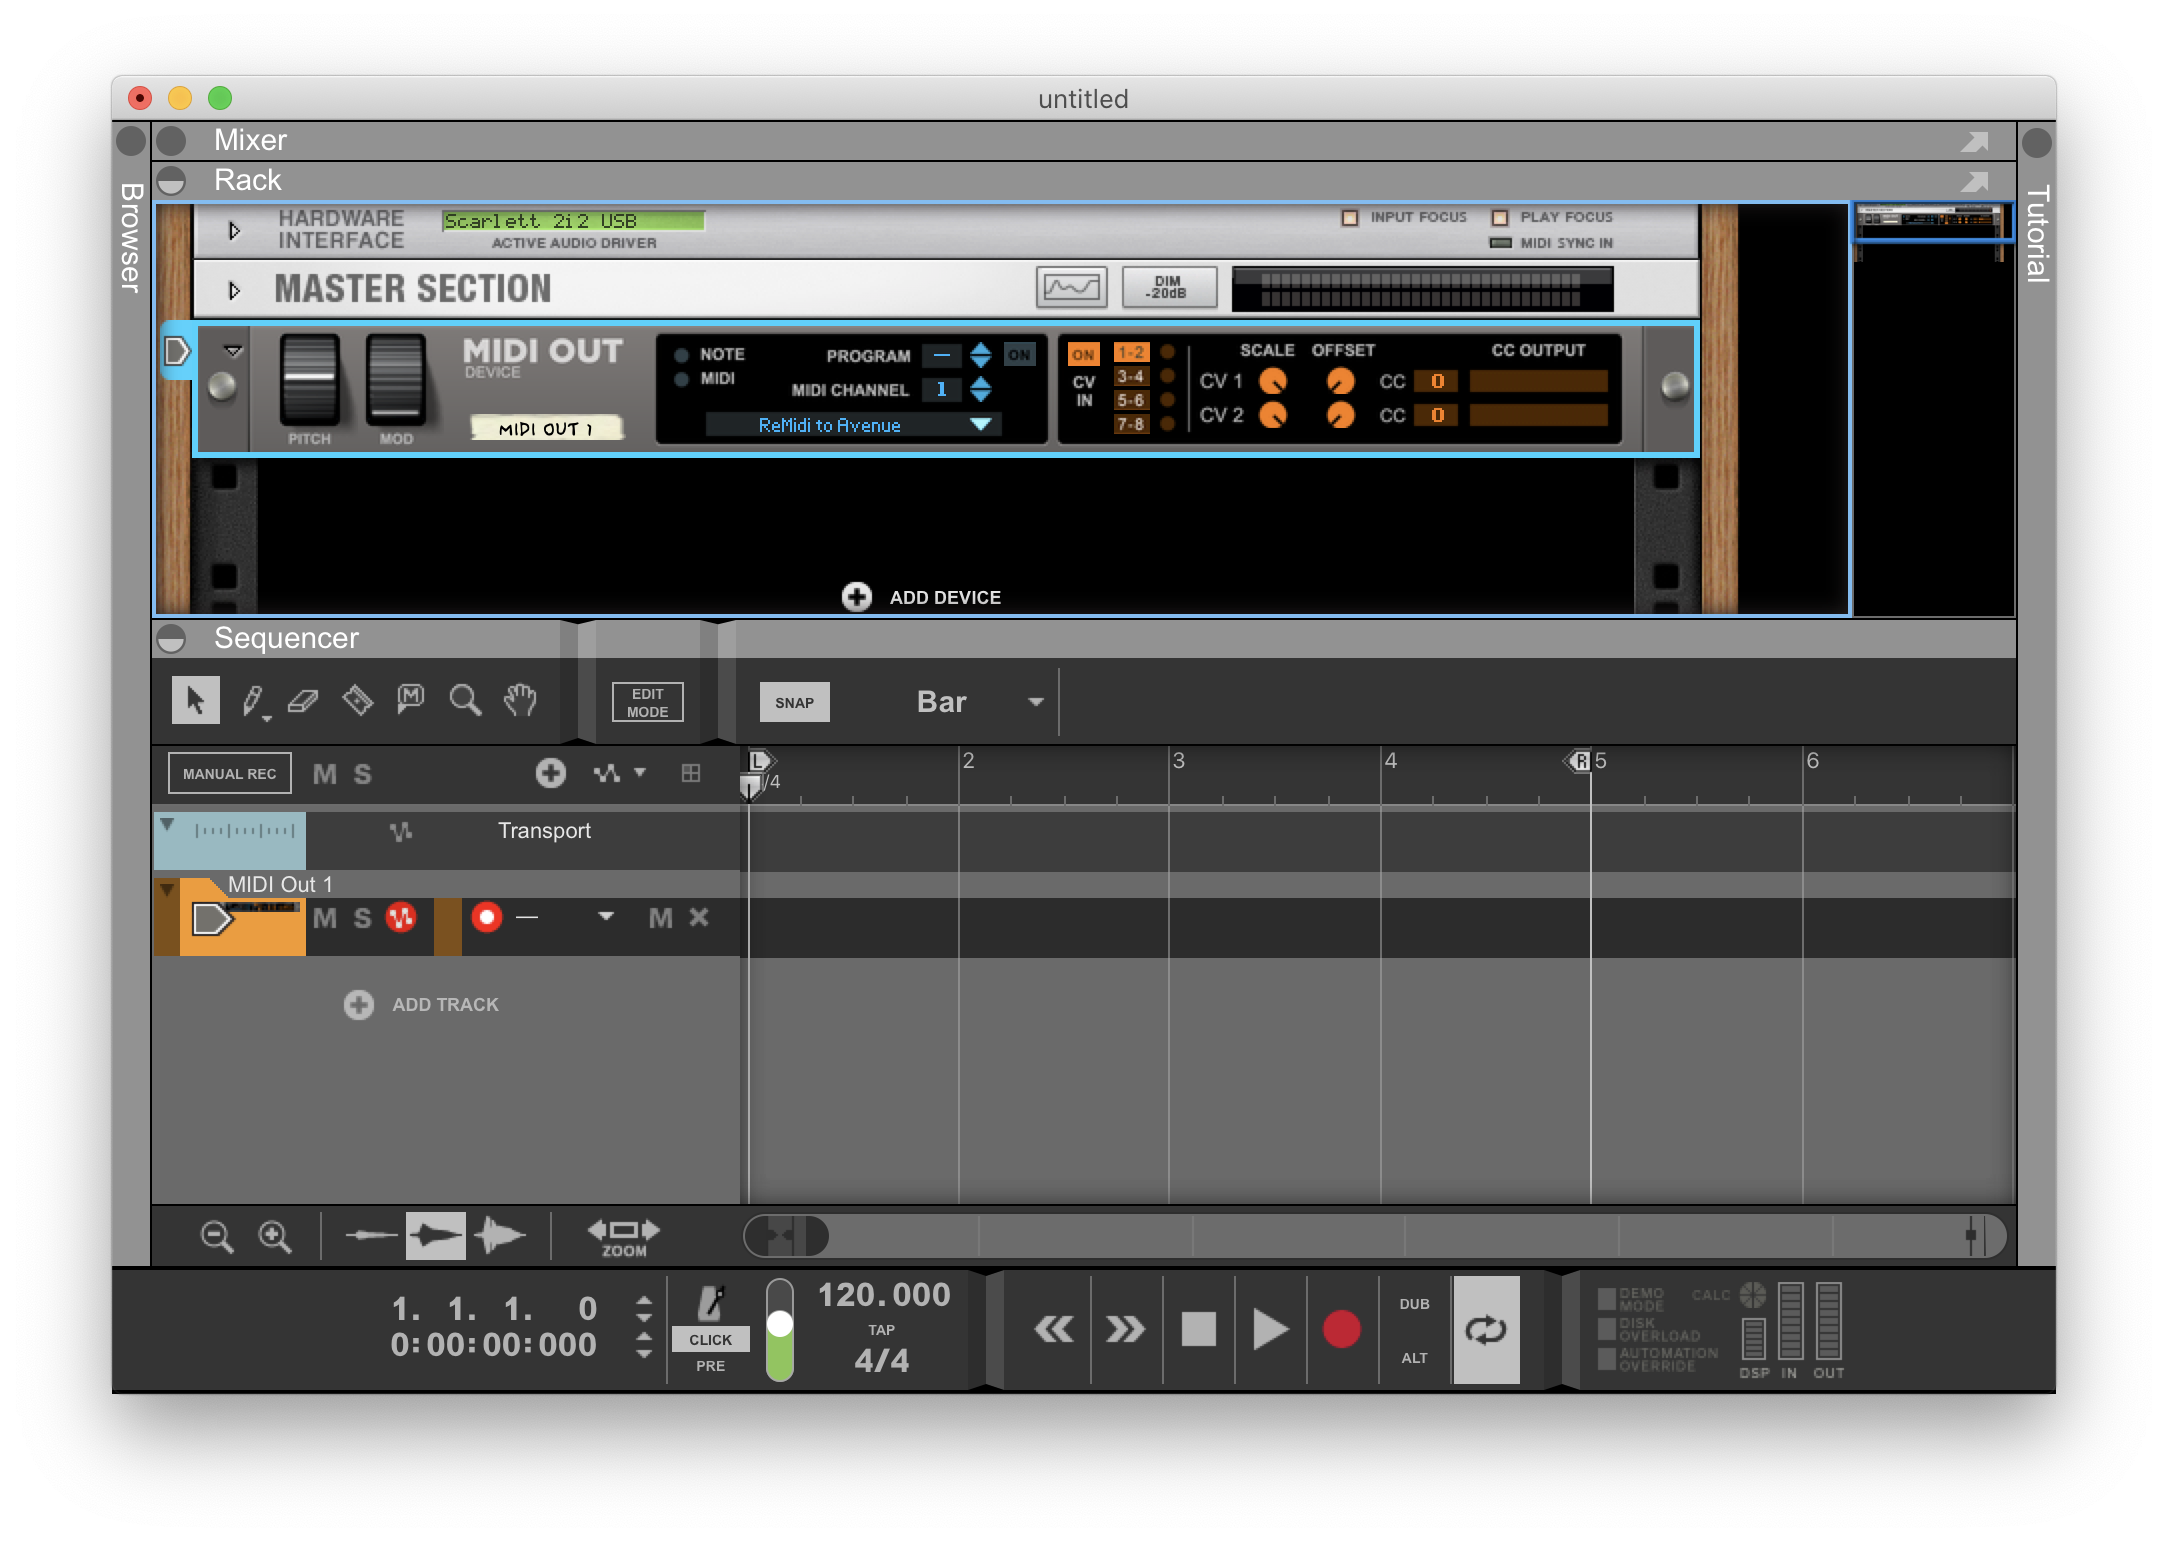 untitled
Mixer
Rack
Browser
Tutorial
HARDWARE
INTERFACE
Scarlett 2i2 USB
ACTIVE AUDIO DRIVER
INPUT FOCUS
PLAY FOCUS
MIDI SYNC IN
MASTER SECTION
DIM
-20dB
MIDI OUT
DEVICE
MIDI OUT 1
PITCH
MOD
NOTE
MIDI
PROGRAM —
ON
MIDI CHANNEL 1
ReMidi to Avenue
ON
CV
IN
1-2
3-4
5-6
7-8
SCALE OFFSET CC OUTPUT
CV 1 CC 0
CV 2 CC 0
ADD DEVICE
Sequencer
EDIT
MODE
SNAP
Bar
MANUAL REC M S
L 2 3 4 R 5 6
/4
Transport
MIDI Out 1
M S — M
ADD TRACK
ZOOM
1. 1. 1. 0
0:00:00:000
CLICK
PRE
120.000
TAP
4/4
DUB
ALT
DEMO
MODE
DISK
OVERLOAD
AUTOMATION
OVERRIDE
CALC
DSP IN OUT